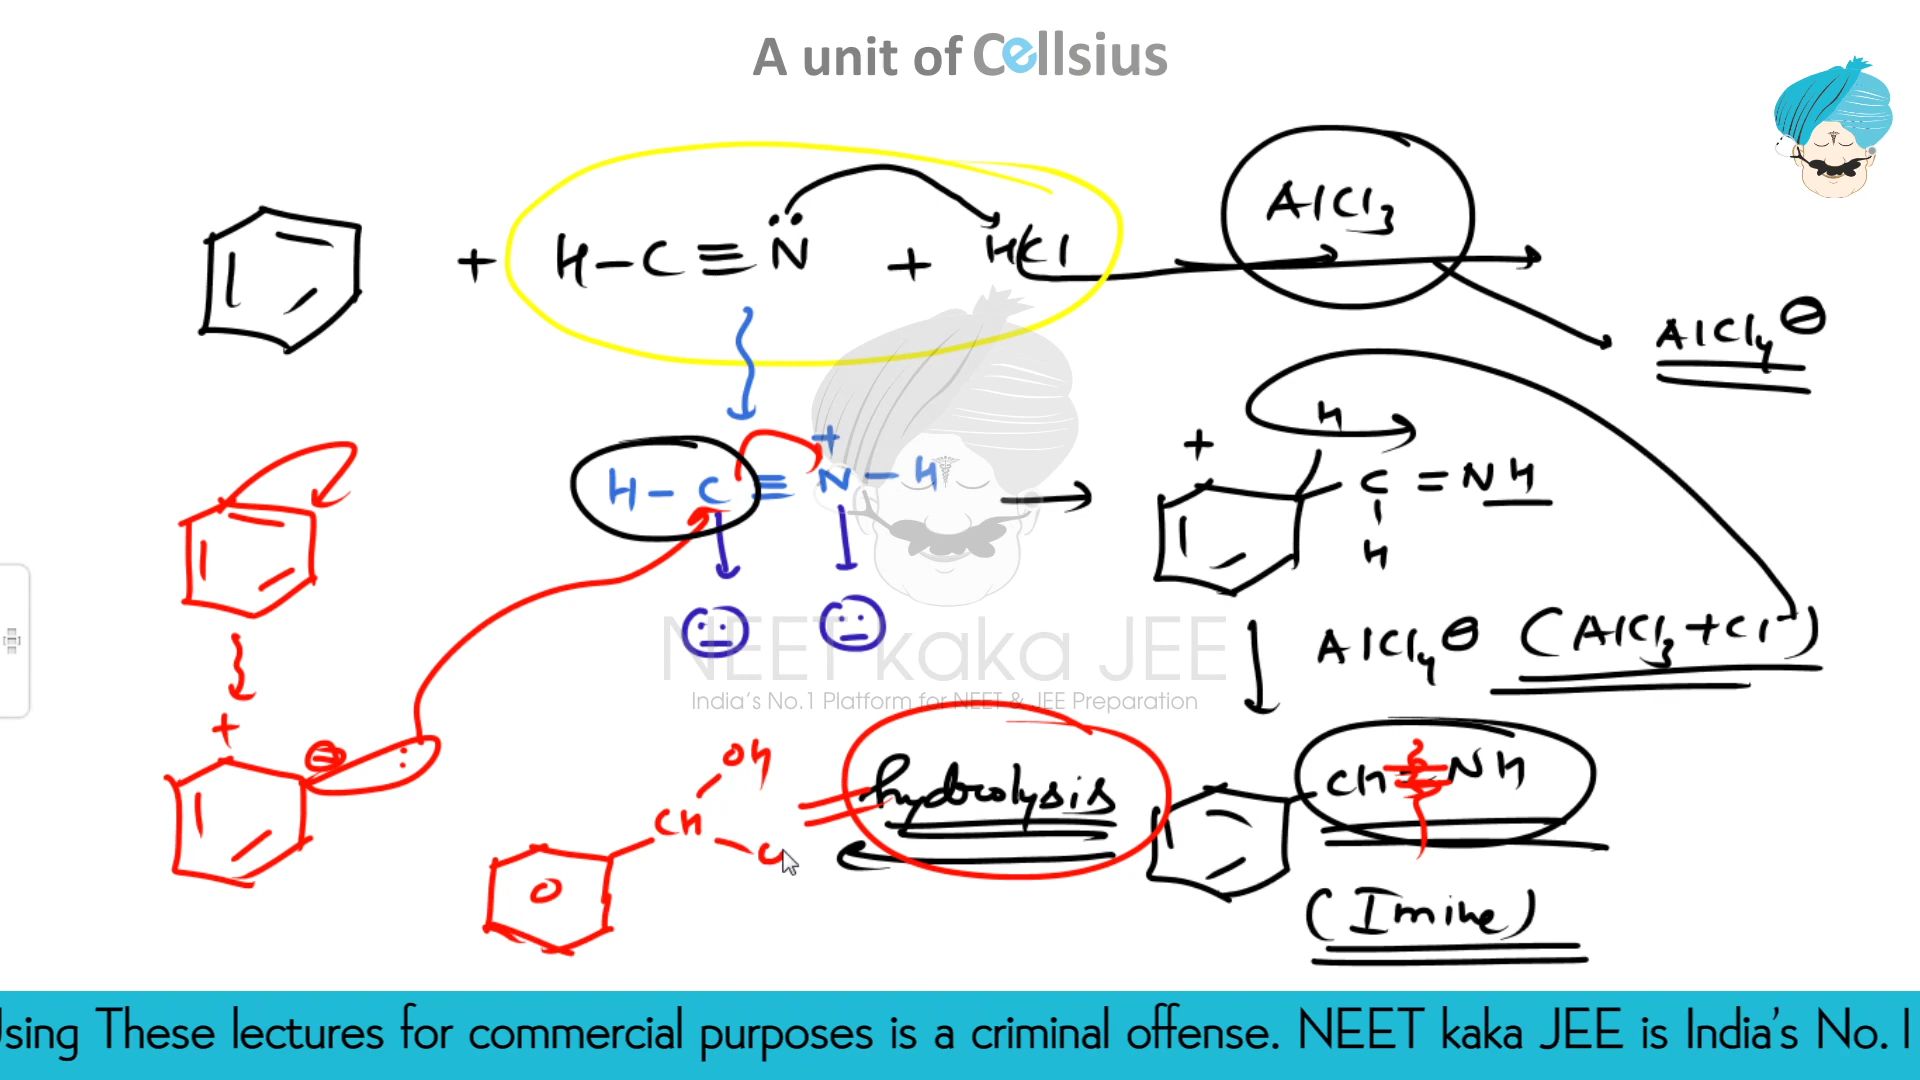 A unit of Cellsius
+ H-C≡N̈ + HCl AlCl3
AlCl4⊖
H-C≡N-H
+
+ H
C=NH
H
AlCl4⊖ (AlCl3+Cl⁻)
NEET kaka JEE
India's No.1 Platform for NEET & JEE Preparation
+
⊖ :
OH
CH
hydrolysis
CH=NH
(Imine)
Using These lectures for commercial purposes is a criminal offense. NEET kaka JEE is India's No. 1